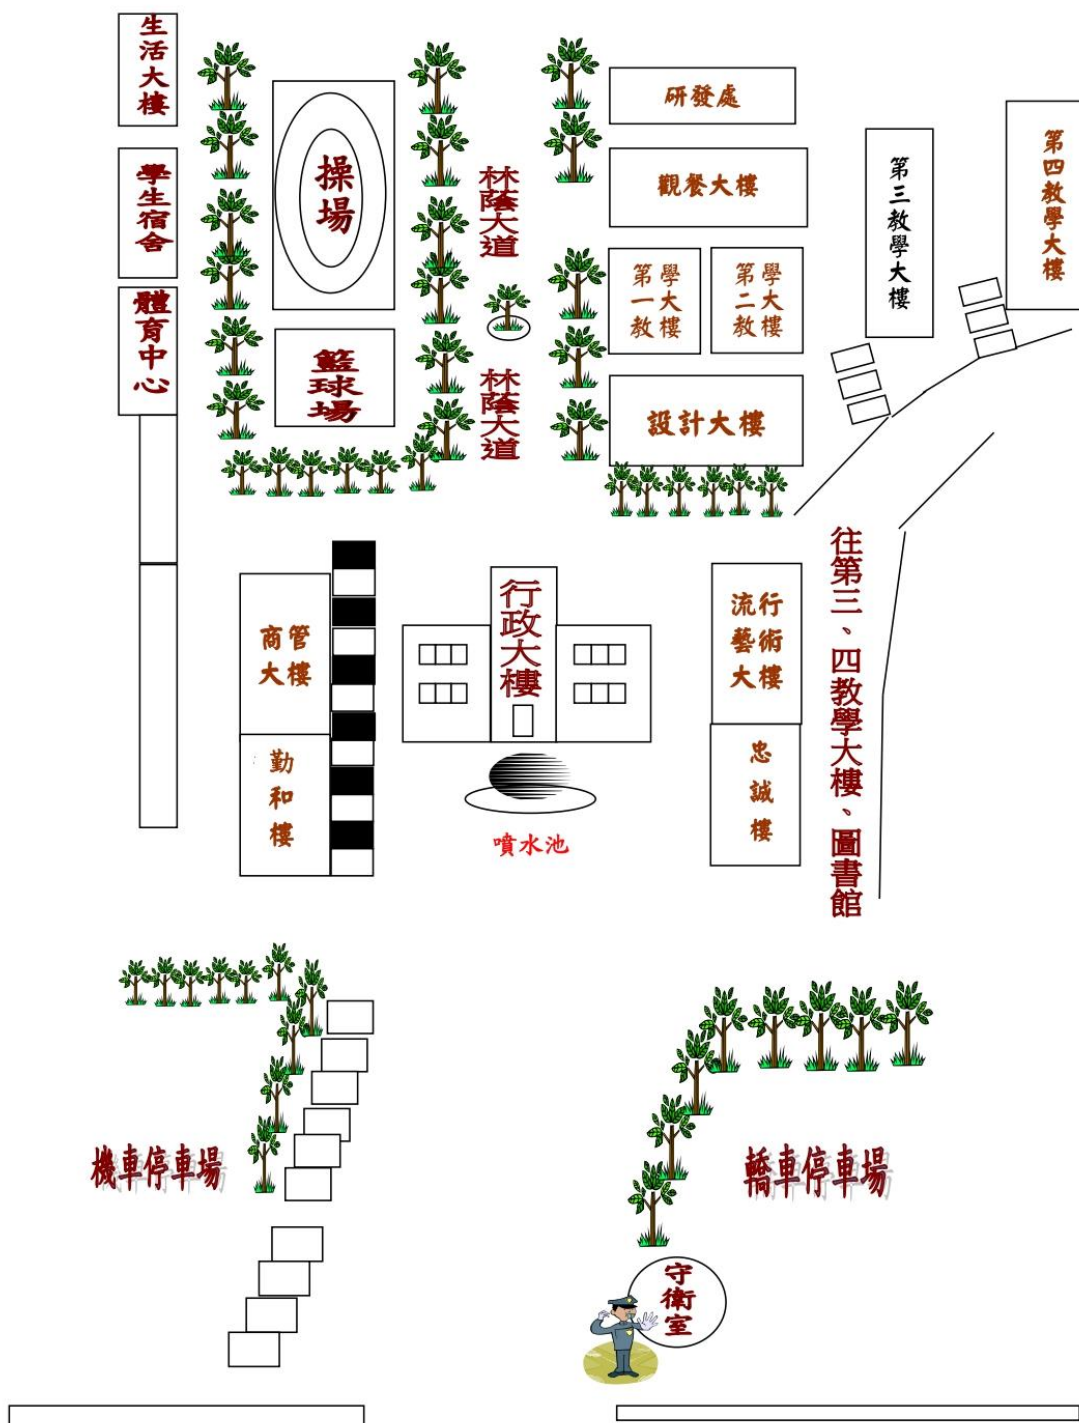 生活大樓
學生宿舍
體育中心
操場
籃球場
林蔭大道
林蔭大道
研發處
觀餐大樓
第一教學大樓
第二教學大樓
設計大樓
第三教學大樓
第四教學大樓
商管
大樓
勤和樓
行政大樓
噴水池
流行
藝術
大樓
忠誠樓
往第三、四教學大樓、圖書館
機車停車場
轎車停車場
守衛室